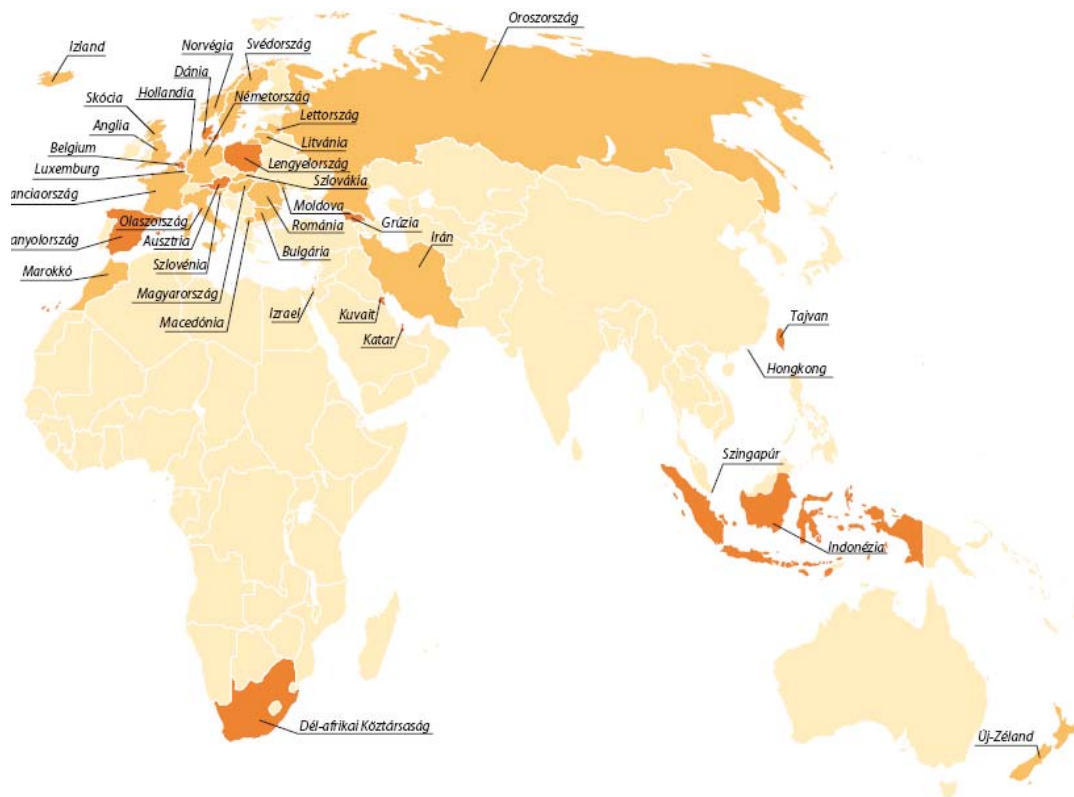 Oroszország
Izland
Norvégia
Svédország
Dánia
Hollandia
Németország
Skócia
Anglia
Lettország
Belgium
Litvánia
Luxemburg
Lengyelország
Szlovákia
anciaország
Moldova
Olaszország
Románia
Grúzia
anyolország
Ausztria
Irán
Bulgária
Szlovénia
Marokkó
Magyarország
Macedónia
Izrael
Kuvait
Katar
Tajvan
Hongkong
Szingapúr
Indonézia
Dél-afrikai Köztársaság
Új-Zéland